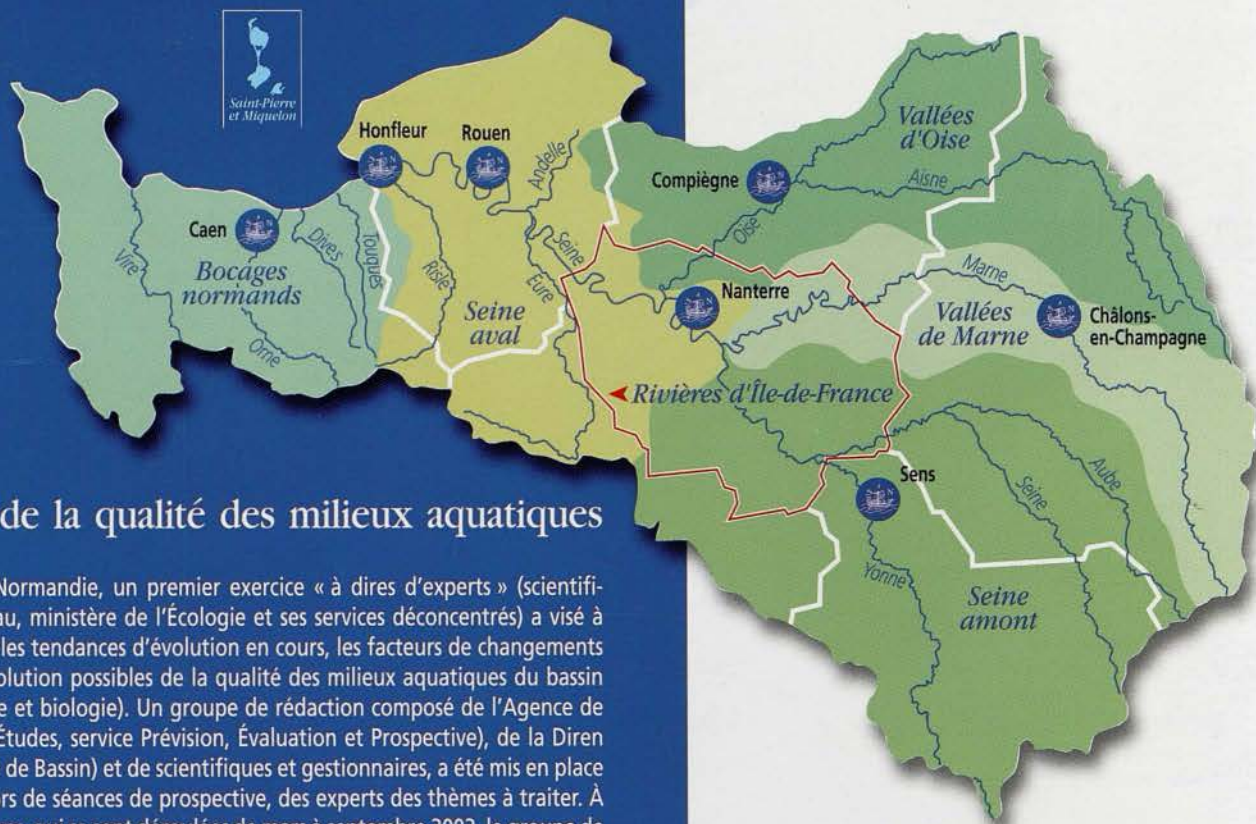 Saint-Pierre
et Miquelon
Honfleur
Rouen
Andelle
Vallées
d'Oise
Compiègne
Aisne
Oise
Caen
Dives
Touques
Vire
Bocages
normands
Risle
Seine
Eure
Marne
Nanterre
Seine
aval
Vallées
de Marne
Châlons-
en-Champagne
Orne
Rivières d'Île-de-France
Sens
Seine
Aube
Yonne
Seine
amont
de la qualité des milieux aquatiques
Normandie, un premier exercice « à dires d'experts » (scientifi-
au, ministère de l'Écologie et ses services déconcentrés) a visé à
les tendances d'évolution en cours, les facteurs de changements
olution possibles de la qualité des milieux aquatiques du bassin
e et biologie). Un groupe de rédaction composé de l'Agence de
Études, service Prévision, Évaluation et Prospective), de la Diren
de Bassin) et de scientifiques et gestionnaires, a été mis en place
ors de séances de prospective, des experts des thèmes à traiter. À